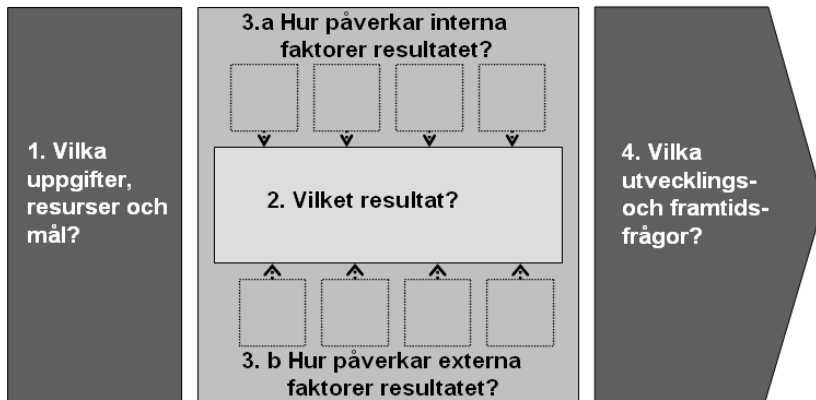 1. Vilka
uppgifter,
resurser och
mål?
3.a Hur påverkar interna
faktorer resultatet?
2. Vilket resultat?
3. b Hur påverkar externa
faktorer resultatet?
4. Vilka
utvecklings-
och framtids-
frågor?